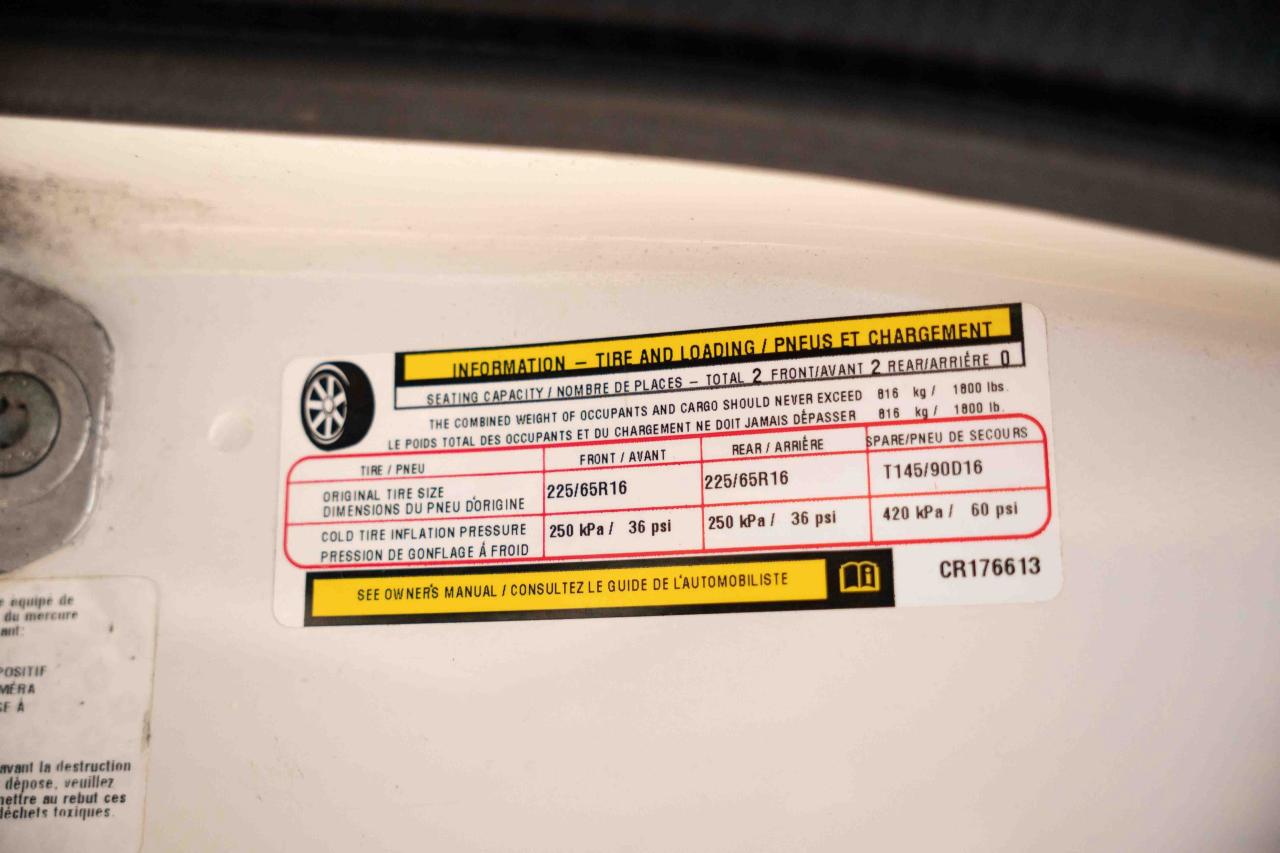 INFORMATION – TIRE AND LOADING / PNEUS ET CHARGEMENT
SEATING CAPACITY / NOMBRE DE PLACES – TOTAL 2 FRONT/AVANT 2 REAR/ARRIÈRE 0
THE COMBINED WEIGHT OF OCCUPANTS AND CARGO SHOULD NEVER EXCEED 816 kg / 1800 lbs.
LE POIDS TOTAL DES OCCUPANTS ET DU CHARGEMENT NE DOIT JAMAIS DÉPASSER 816 kg / 1800 lb.
TIRE / PNEU FRONT / AVANT REAR / ARRIÈRE SPARE/PNEU DE SECOURS
ORIGINAL TIRE SIZE
DIMENSIONS DU PNEU D'ORIGINE 225/65R16 225/65R16 T145/90D16
COLD TIRE INFLATION PRESSURE
PRESSION DE GONFLAGE À FROID 250 kPa / 36 psi 250 kPa / 36 psi 420 kPa / 60 psi
SEE OWNER'S MANUAL / CONSULTEZ LE GUIDE DE L'AUTOMOBILISTE
CR176613
équipé de
du mercure
ant:
POSITIF
MÉRA
SE À
avant la destruction
dépose, veuillez
mettre au rebut ces
déchets toxiques.